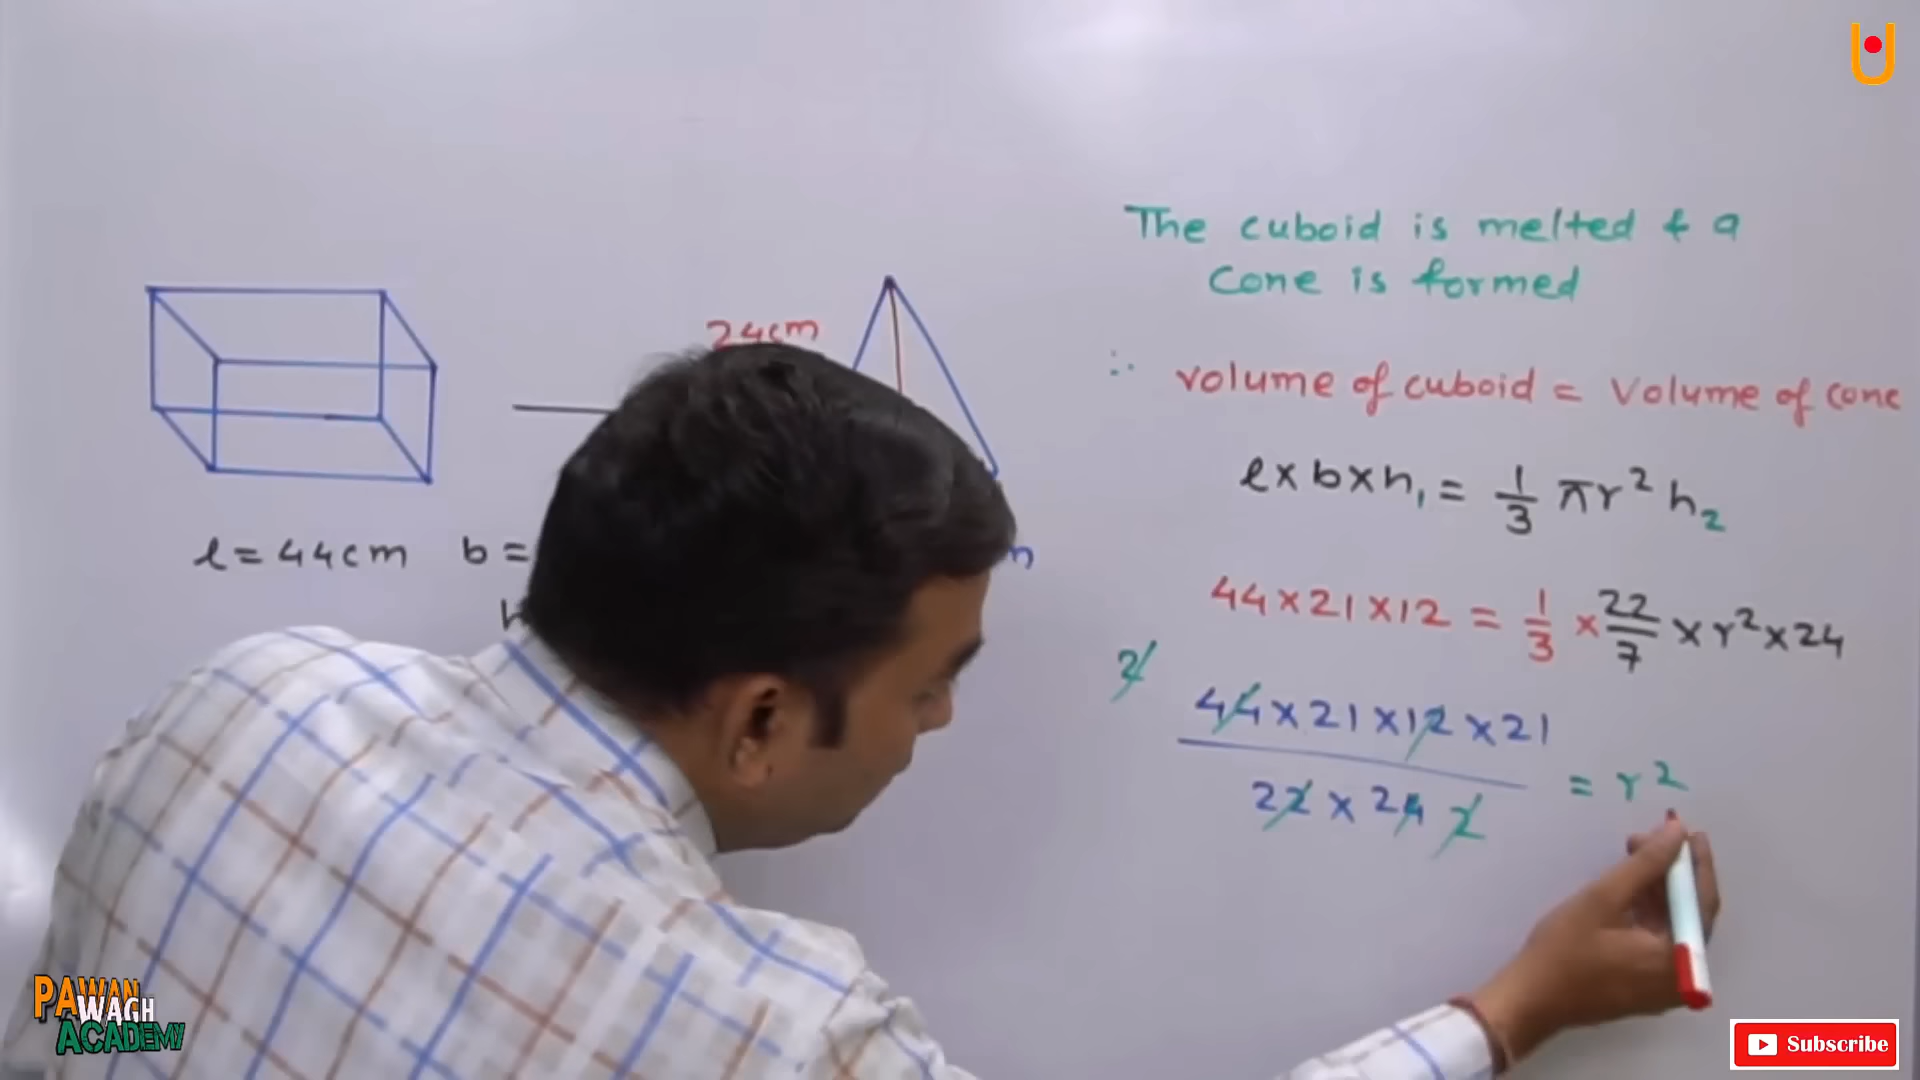 The cuboid is melted & a
Cone is formed
24cm
∴ volume of cuboid = Volume of cone
l×b×h₁ = 1/3 πr²h₂
l = 44cm b =
44×21×12 = 1/3 × 22/7 × r² × 24
2
44×21×12×21
22×24 2
= r²
PAWAN
WAGH
ACADEMY
Subscribe